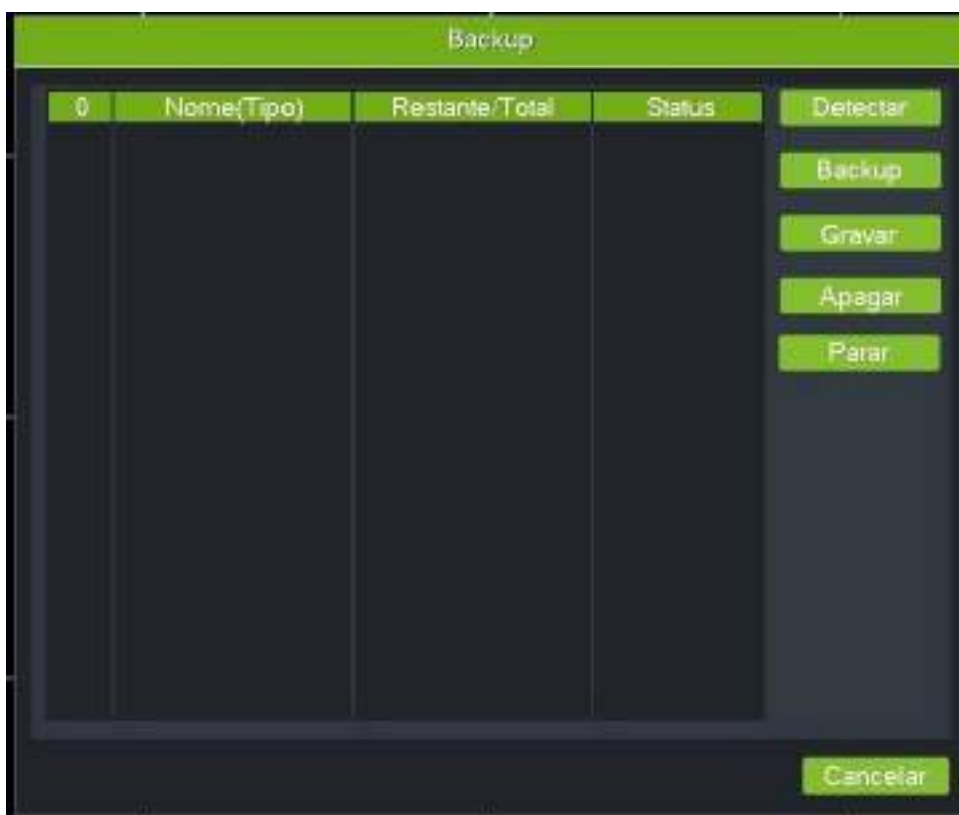 Backup
0 Nome(Tipo) Restante/Total Status Detectar
Backup
Gravar
Apagar
Parar
Cancelar